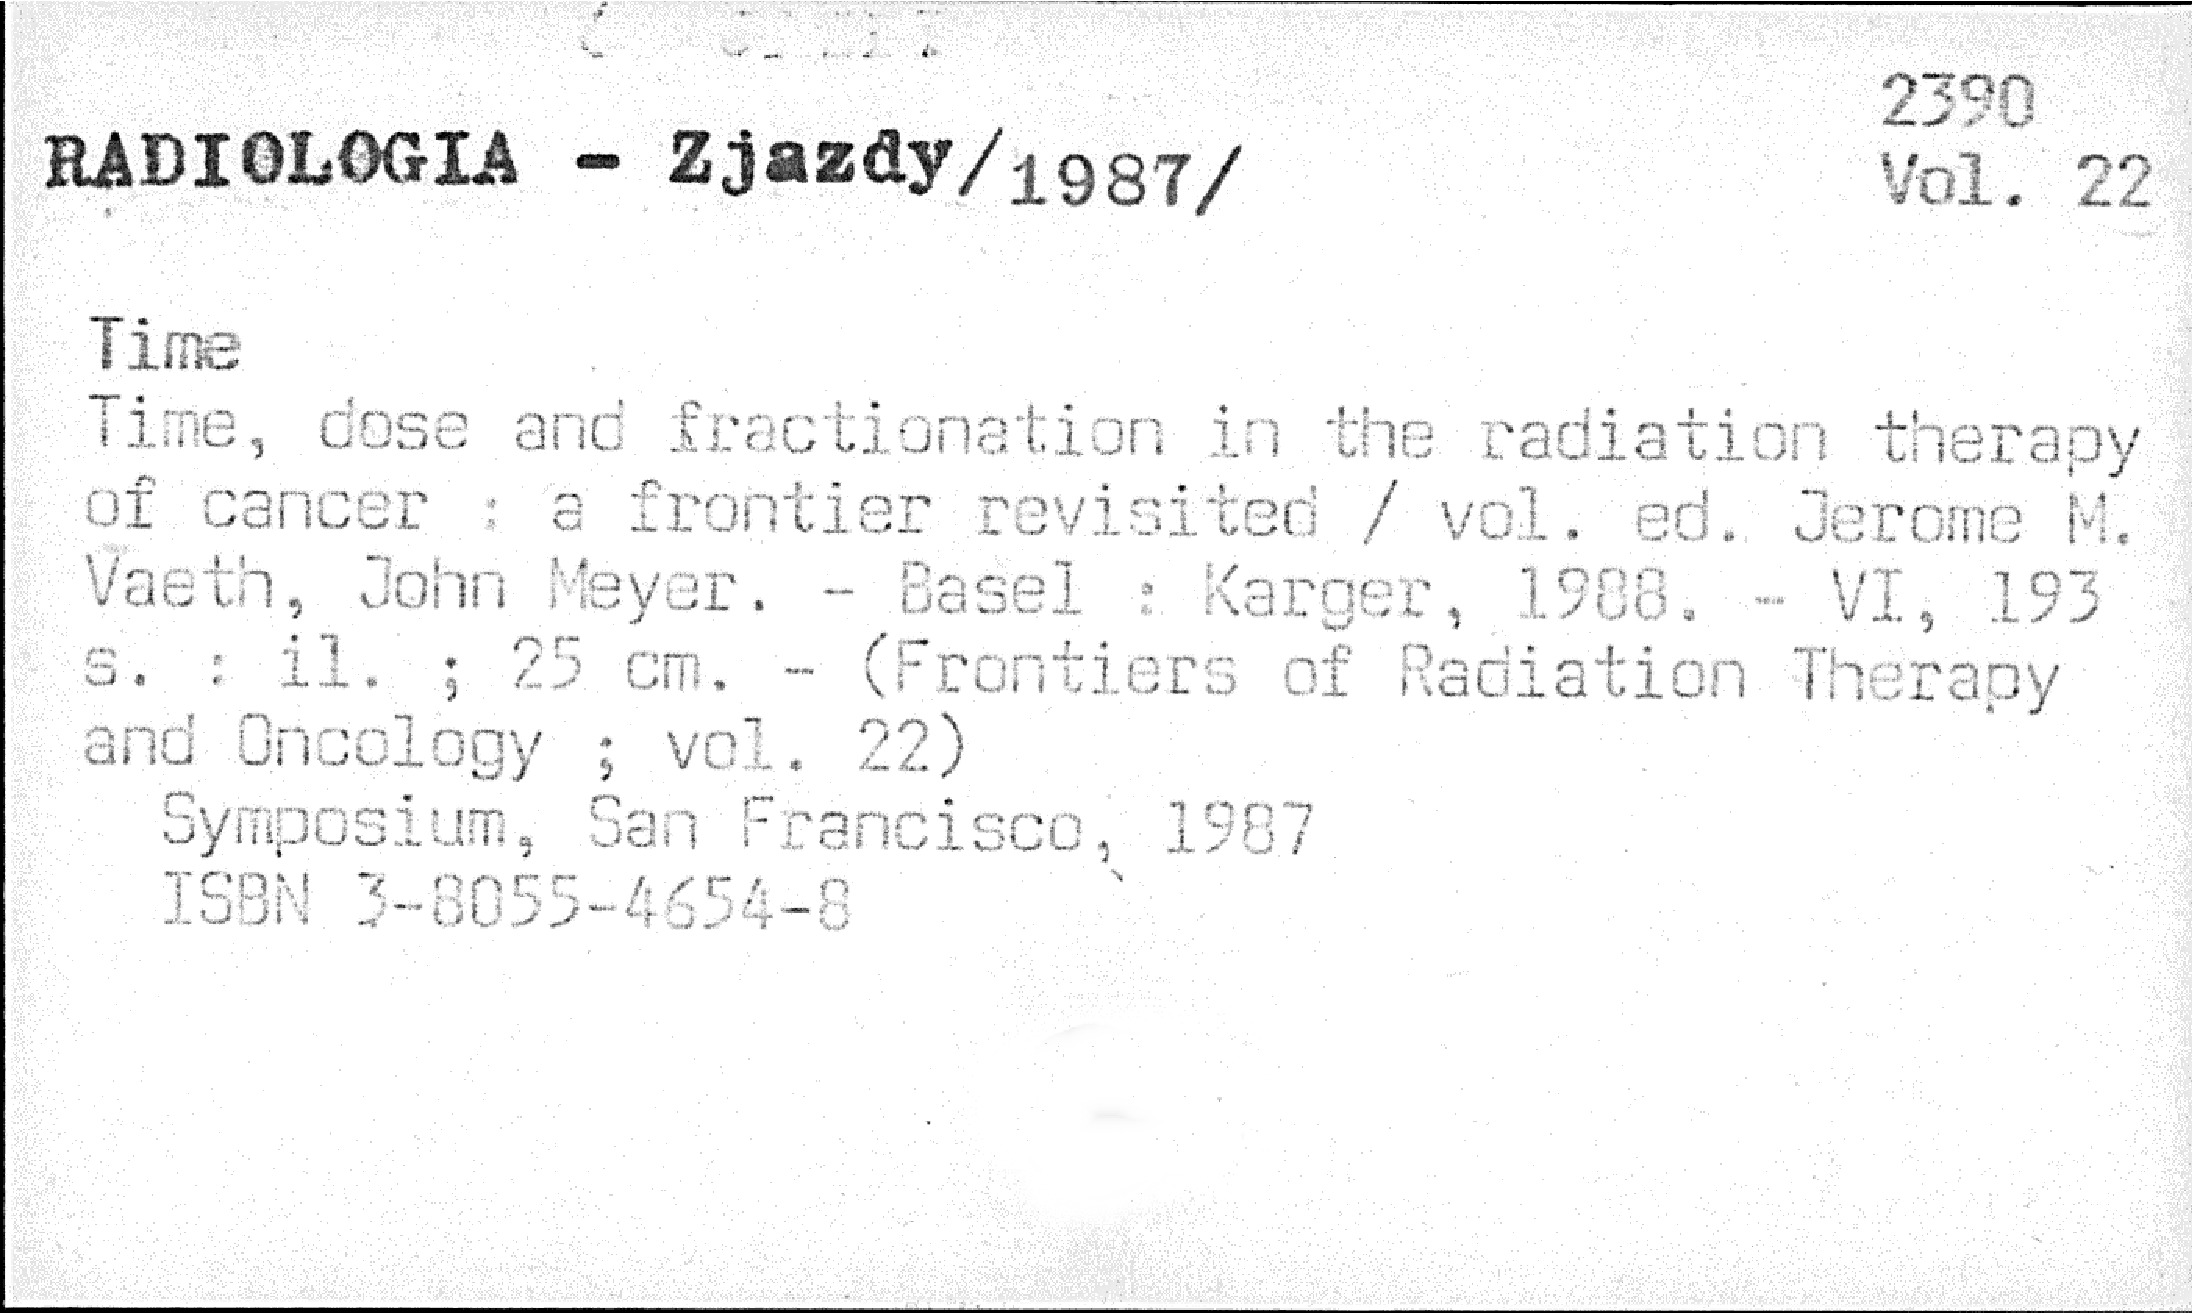 2390
RADIOLOGIA - Zjazdy/1987/
Vol. 22
Time
Time, dose and fractionation in the radiation therapy
of cancer : a frontier revisited / vol. ed. Jerome M.
Vaeth, John Meyer. - Basel : Karger, 1988. - VI, 193
s. : il. ; 25 cm. - (Frontiers of Radiation Therapy
and Oncology ; vol. 22)
Symposium, San Francisco, 1987
ISBN 3-8055-4654-8